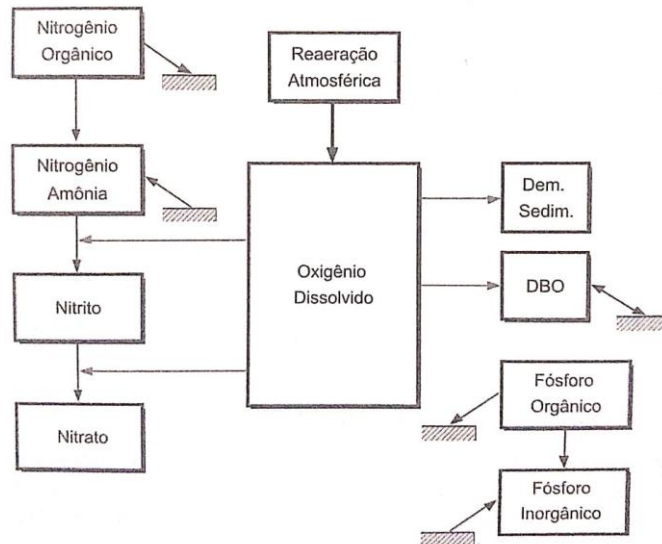 Nitrogênio
Orgânico
Reaeração
Atmosférica
Nitrogênio
Amônia
Dem.
Sedim.
Oxigênio
Dissolvido
DBO
Nitrito
Fósforo
Orgânico
Nitrato
Fósforo
Inorgânico